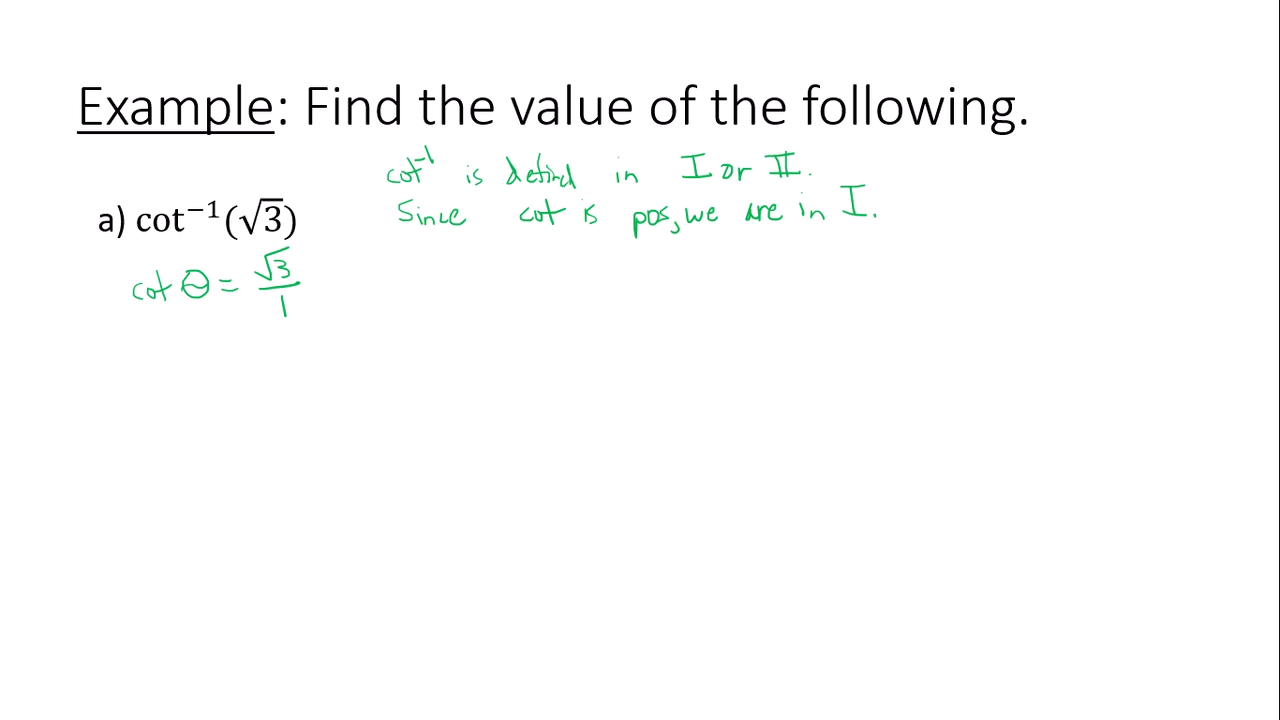 Example: Find the value of the following.
cot⁻¹ is defind in I or II.
a) cot⁻¹(√3)
Since cot is pos, we are in I.
cot θ = √3/1